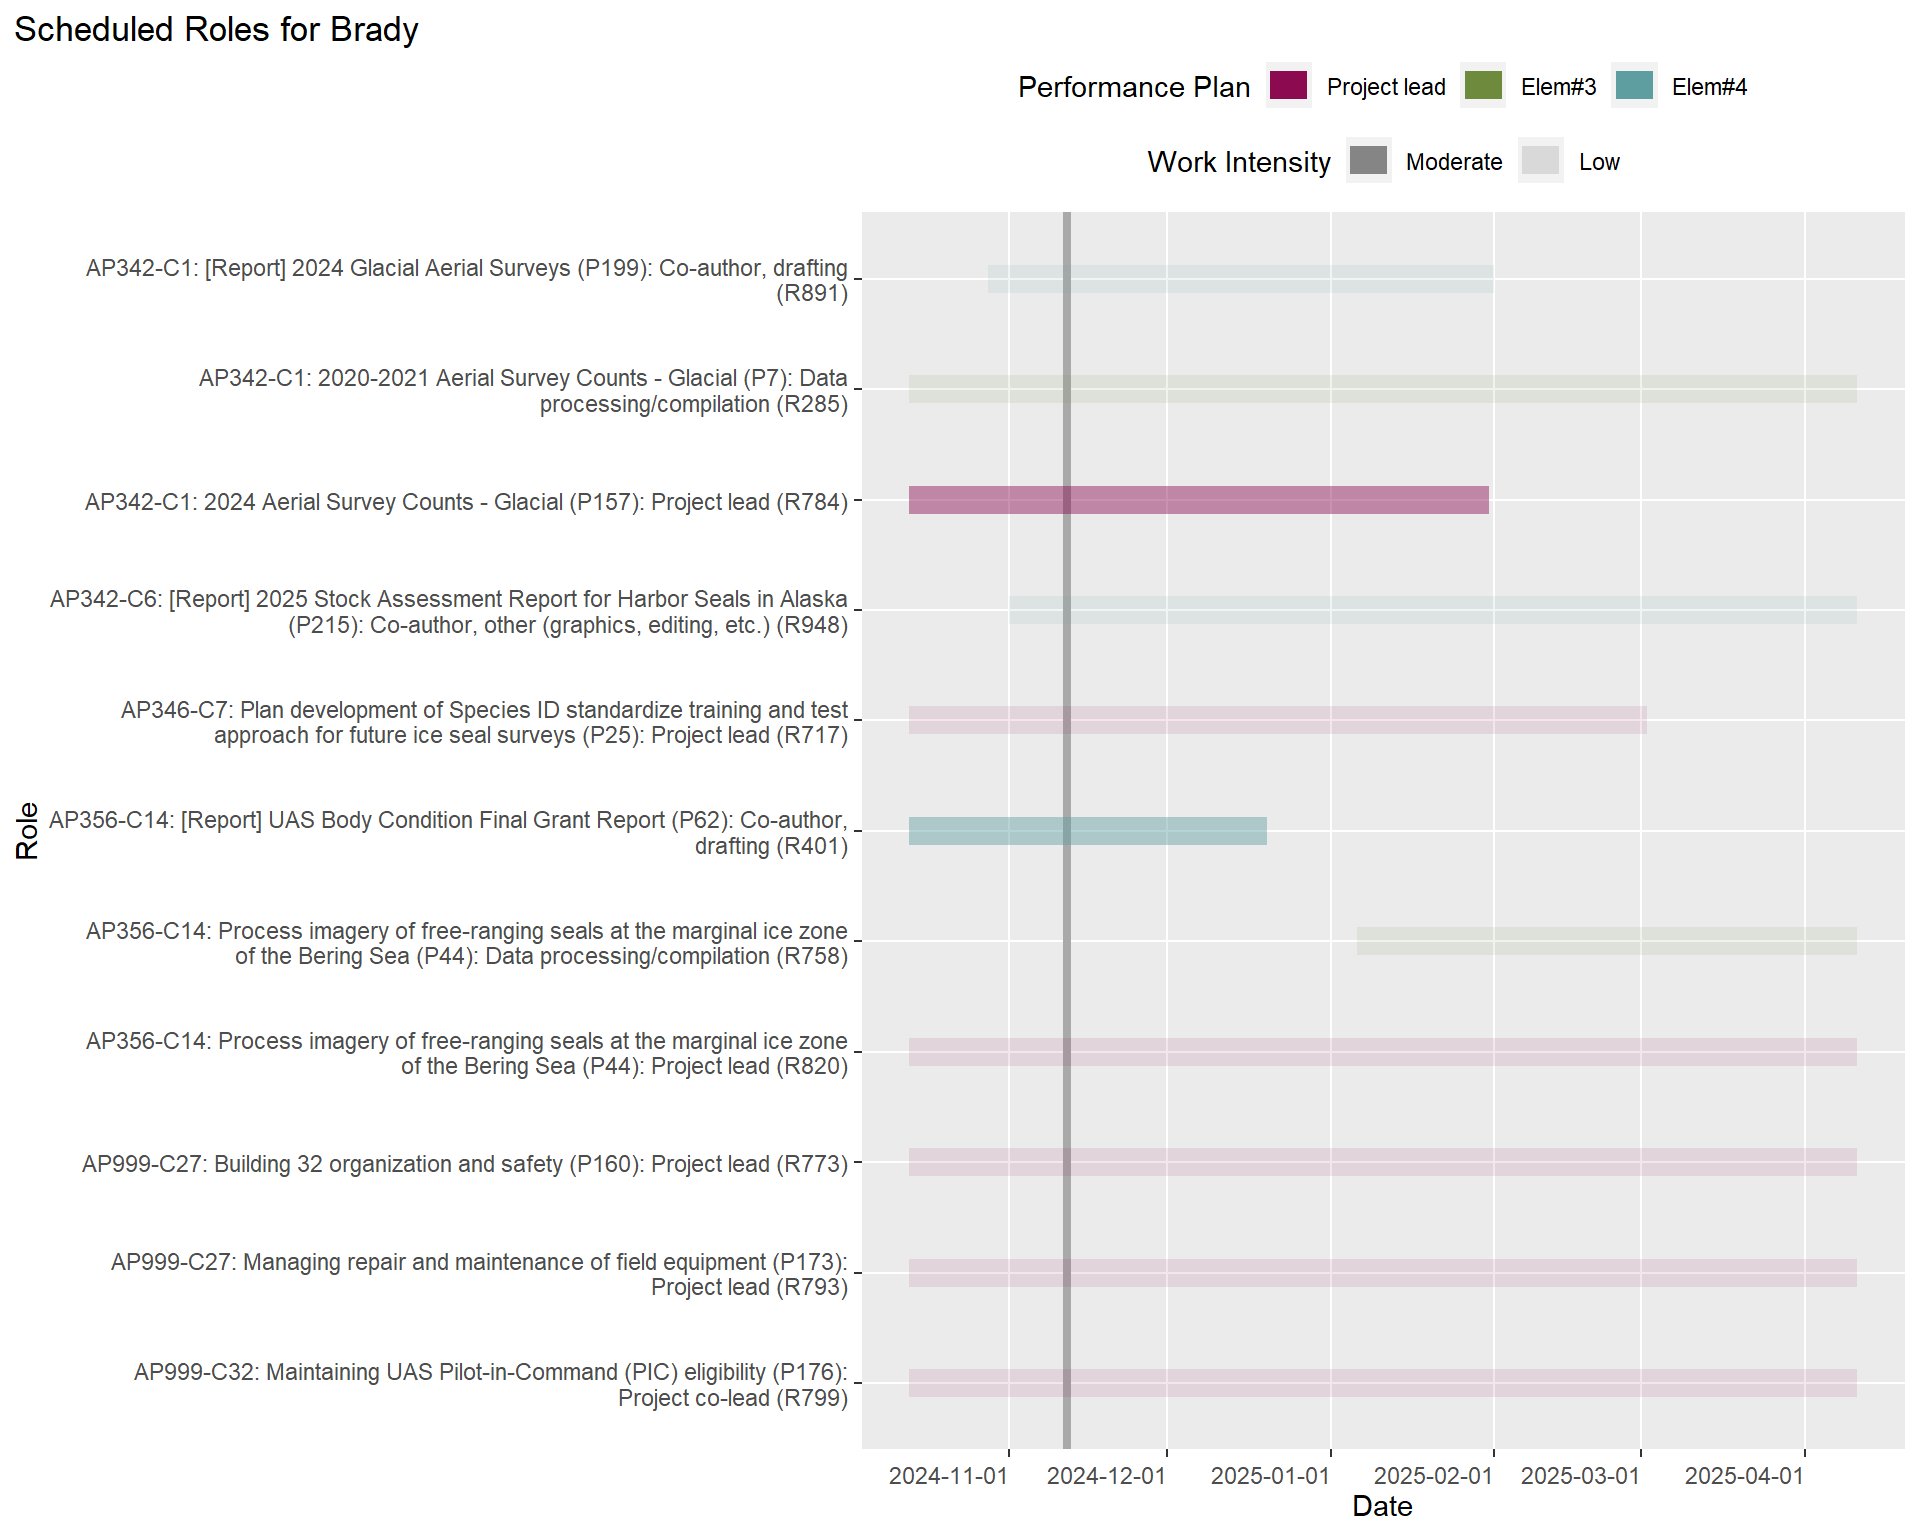 Scheduled Roles for Brady
Performance Plan Project lead Elem#3 Elem#4
Work Intensity Moderate Low
AP342-C1: [Report] 2024 Glacial Aerial Surveys (P199): Co-author, drafting
(R891)
AP342-C1: 2020-2021 Aerial Survey Counts - Glacial (P7): Data
processing/compilation (R285)
AP342-C1: 2024 Aerial Survey Counts - Glacial (P157): Project lead (R784)
AP342-C6: [Report] 2025 Stock Assessment Report for Harbor Seals in Alaska
(P215): Co-author, other (graphics, editing, etc.) (R948)
AP346-C7: Plan development of Species ID standardize training and test
approach for future ice seal surveys (P25): Project lead (R717)
Role
AP356-C14: [Report] UAS Body Condition Final Grant Report (P62): Co-author,
drafting (R401)
AP356-C14: Process imagery of free-ranging seals at the marginal ice zone
of the Bering Sea (P44): Data processing/compilation (R758)
AP356-C14: Process imagery of free-ranging seals at the marginal ice zone
of the Bering Sea (P44): Project lead (R820)
AP999-C27: Building 32 organization and safety (P160): Project lead (R773)
AP999-C27: Managing repair and maintenance of field equipment (P173):
Project lead (R793)
AP999-C32: Maintaining UAS Pilot-in-Command (PIC) eligibility (P176):
Project co-lead (R799)
2024-11-01 2024-12-01 2025-01-01 2025-02-01 2025-03-01 2025-04-01
Date